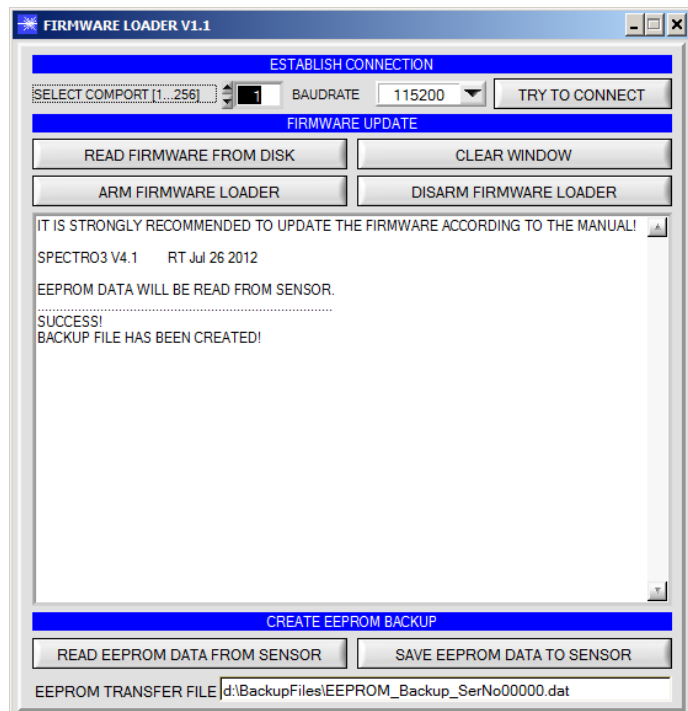 FIRMWARE LOADER V1.1
ESTABLISH CONNECTION
SELECT COMPORT [1...256] 1 BAUDRATE 115200 TRY TO CONNECT
FIRMWARE UPDATE
READ FIRMWARE FROM DISK CLEAR WINDOW
ARM FIRMWARE LOADER DISARM FIRMWARE LOADER
IT IS STRONGLY RECOMMENDED TO UPDATE THE FIRMWARE ACCORDING TO THE MANUAL!
SPECTRO3 V4.1 RT Jul 26 2012
EEPROM DATA WILL BE READ FROM SENSOR.
................................................................................
SUCCESS!
BACKUP FILE HAS BEEN CREATED!
CREATE EEPROM BACKUP
READ EEPROM DATA FROM SENSOR SAVE EEPROM DATA TO SENSOR
EEPROM TRANSFER FILE d:\BackupFiles\EEPROM_Backup_SerNo00000.dat